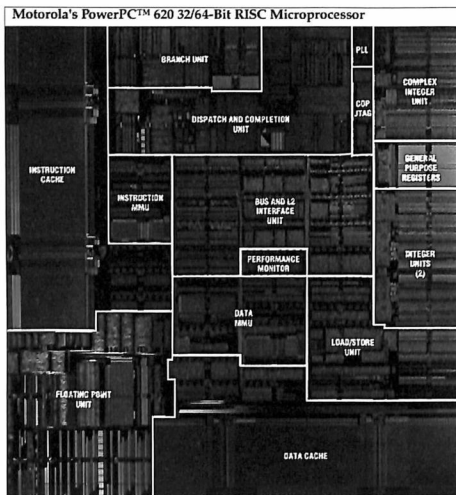 Motorola's PowerPC™ 620 32/64-Bit RISC Microprocessor
BRANCH UNIT
PLL
COMPLEX
INTEGER
UNIT
COP
JTAG
DISPATCH AND COMPLETION
UNIT
GENERAL
PURPOSE
REGISTERS
INSTRUCTION
CACHE
INSTRUCTION
MMU
BUS AND L2
INTERFACE
UNIT
PERFORMANCE
MONITOR
INTEGER
UNITS
(2)
DATA
MMU
LOAD/STORE
UNIT
FLOATING POINT
UNIT
DATA CACHE